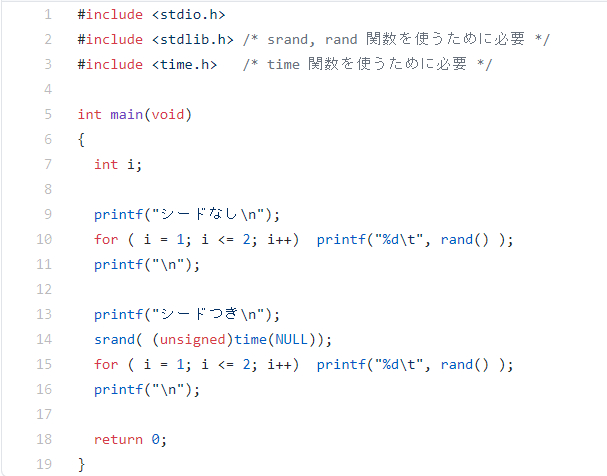 1 #include <stdio.h>
2 #include <stdlib.h> /* srand, rand 関数を使うために必要 */
3 #include <time.h>   /* time 関数を使うために必要 */
4
5 int main(void)
6 {
7   int i;
8
9   printf("シードなし\n");
10   for ( i = 1; i <= 2; i++)  printf("%d\t", rand() );
11   printf("\n");
12
13   printf("シードつき\n");
14   srand( (unsigned)time(NULL));
15   for ( i = 1; i <= 2; i++)  printf("%d\t", rand() );
16   printf("\n");
17
18   return 0;
19 }